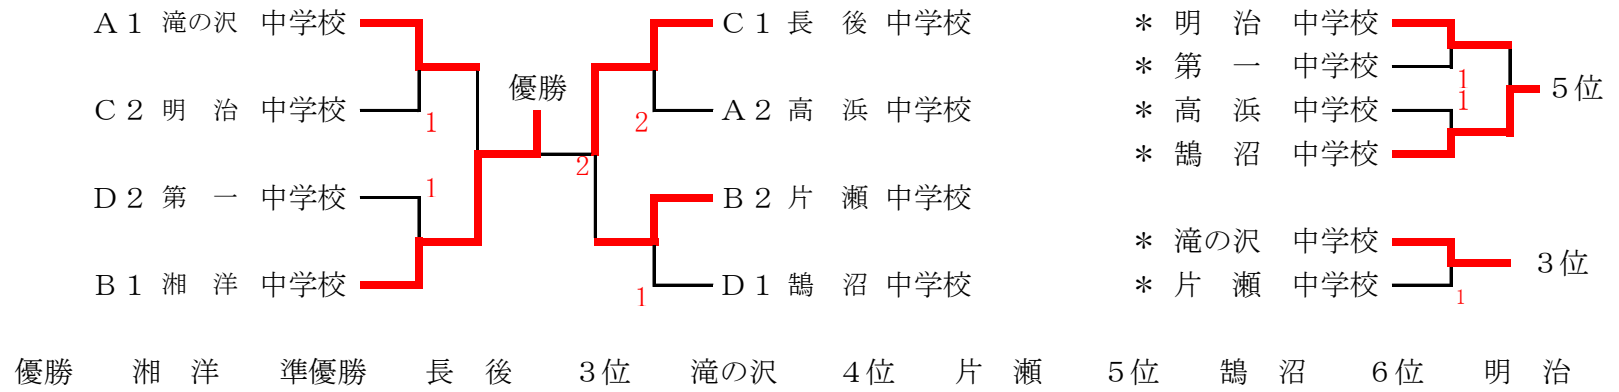 A１ 滝の沢 中学校
C１ 長 後 中学校
＊ 明 治 中学校
＊ 第 一 中学校
1
優勝
５位
C２ 明 治 中学校
1
2
A２ 高 浜 中学校
1
＊ 高 浜 中学校
2
＊ 鵠 沼 中学校
D２ 第 一 中学校
1
B２ 片 瀬 中学校
＊ 滝の沢 中学校
３位
B１ 湘 洋 中学校
1
D１ 鵠 沼 中学校
＊ 片 瀬 中学校
1
優勝 湘 洋 準優勝 長 後 ３位 滝の沢 ４位 片 瀬 ５位 鵠 沼 ６位 明 治